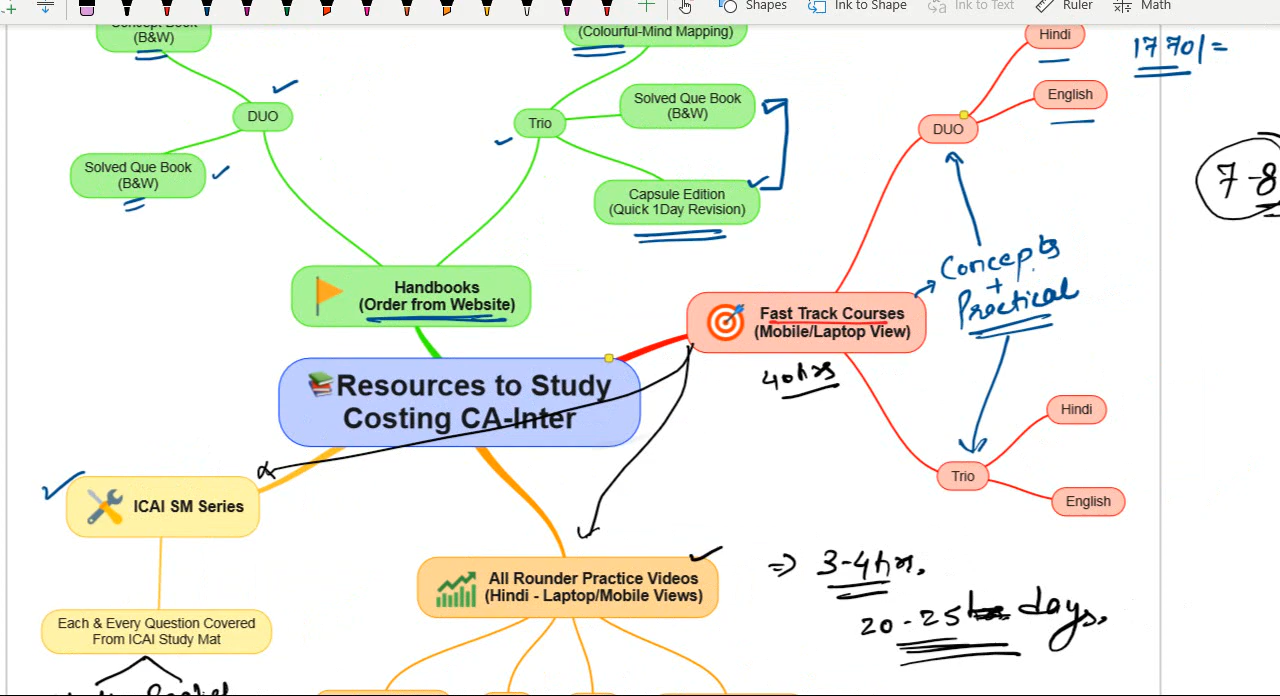 Shapes
Ink to Shape
Ink to Text
Ruler
Math
Concept Book
(B&W)
DUO
Solved Que Book
(B&W)
(Colourful-Mind Mapping)
Trio
Solved Que Book
(B&W)
Capsule Edition
(Quick 1Day Revision)
Handbooks
(Order from Website)
Hindi
English
DUO
1770/=
7-8
Concepts
+
Practical
Fast Track Courses
(Mobile/Laptop View)
40hrs
Resources to Study
Costing CA-Inter
Hindi
Trio
English
ICAI SM Series
Each & Every Question Covered
From ICAI Study Mat
All Rounder Practice Videos
(Hindi - Laptop/Mobile Views)
⇒ 3-4hr.
20-25 days.